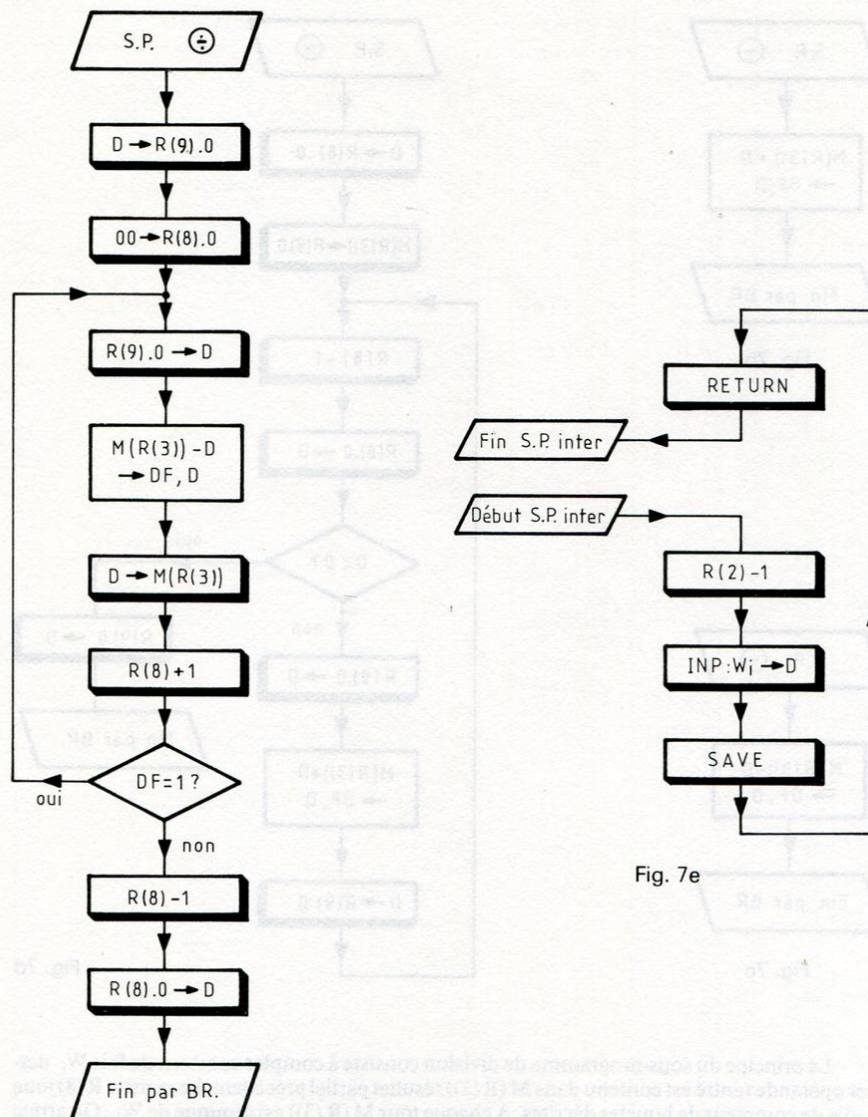 S.P. ÷
D → R(9).0
00 → R(8).0
R(9).0 → D
M(R(3)) - D
→ DF, D
D → M(R(3))
R(8) + 1
DF = 1 ?
oui
non
R(8) - 1
R(8).0 → D
Fin par BR.
RETURN
Fin S.P. inter
Début S.P. inter
R(2) - 1
INP : Wi → D
SAVE
Fig. 7e